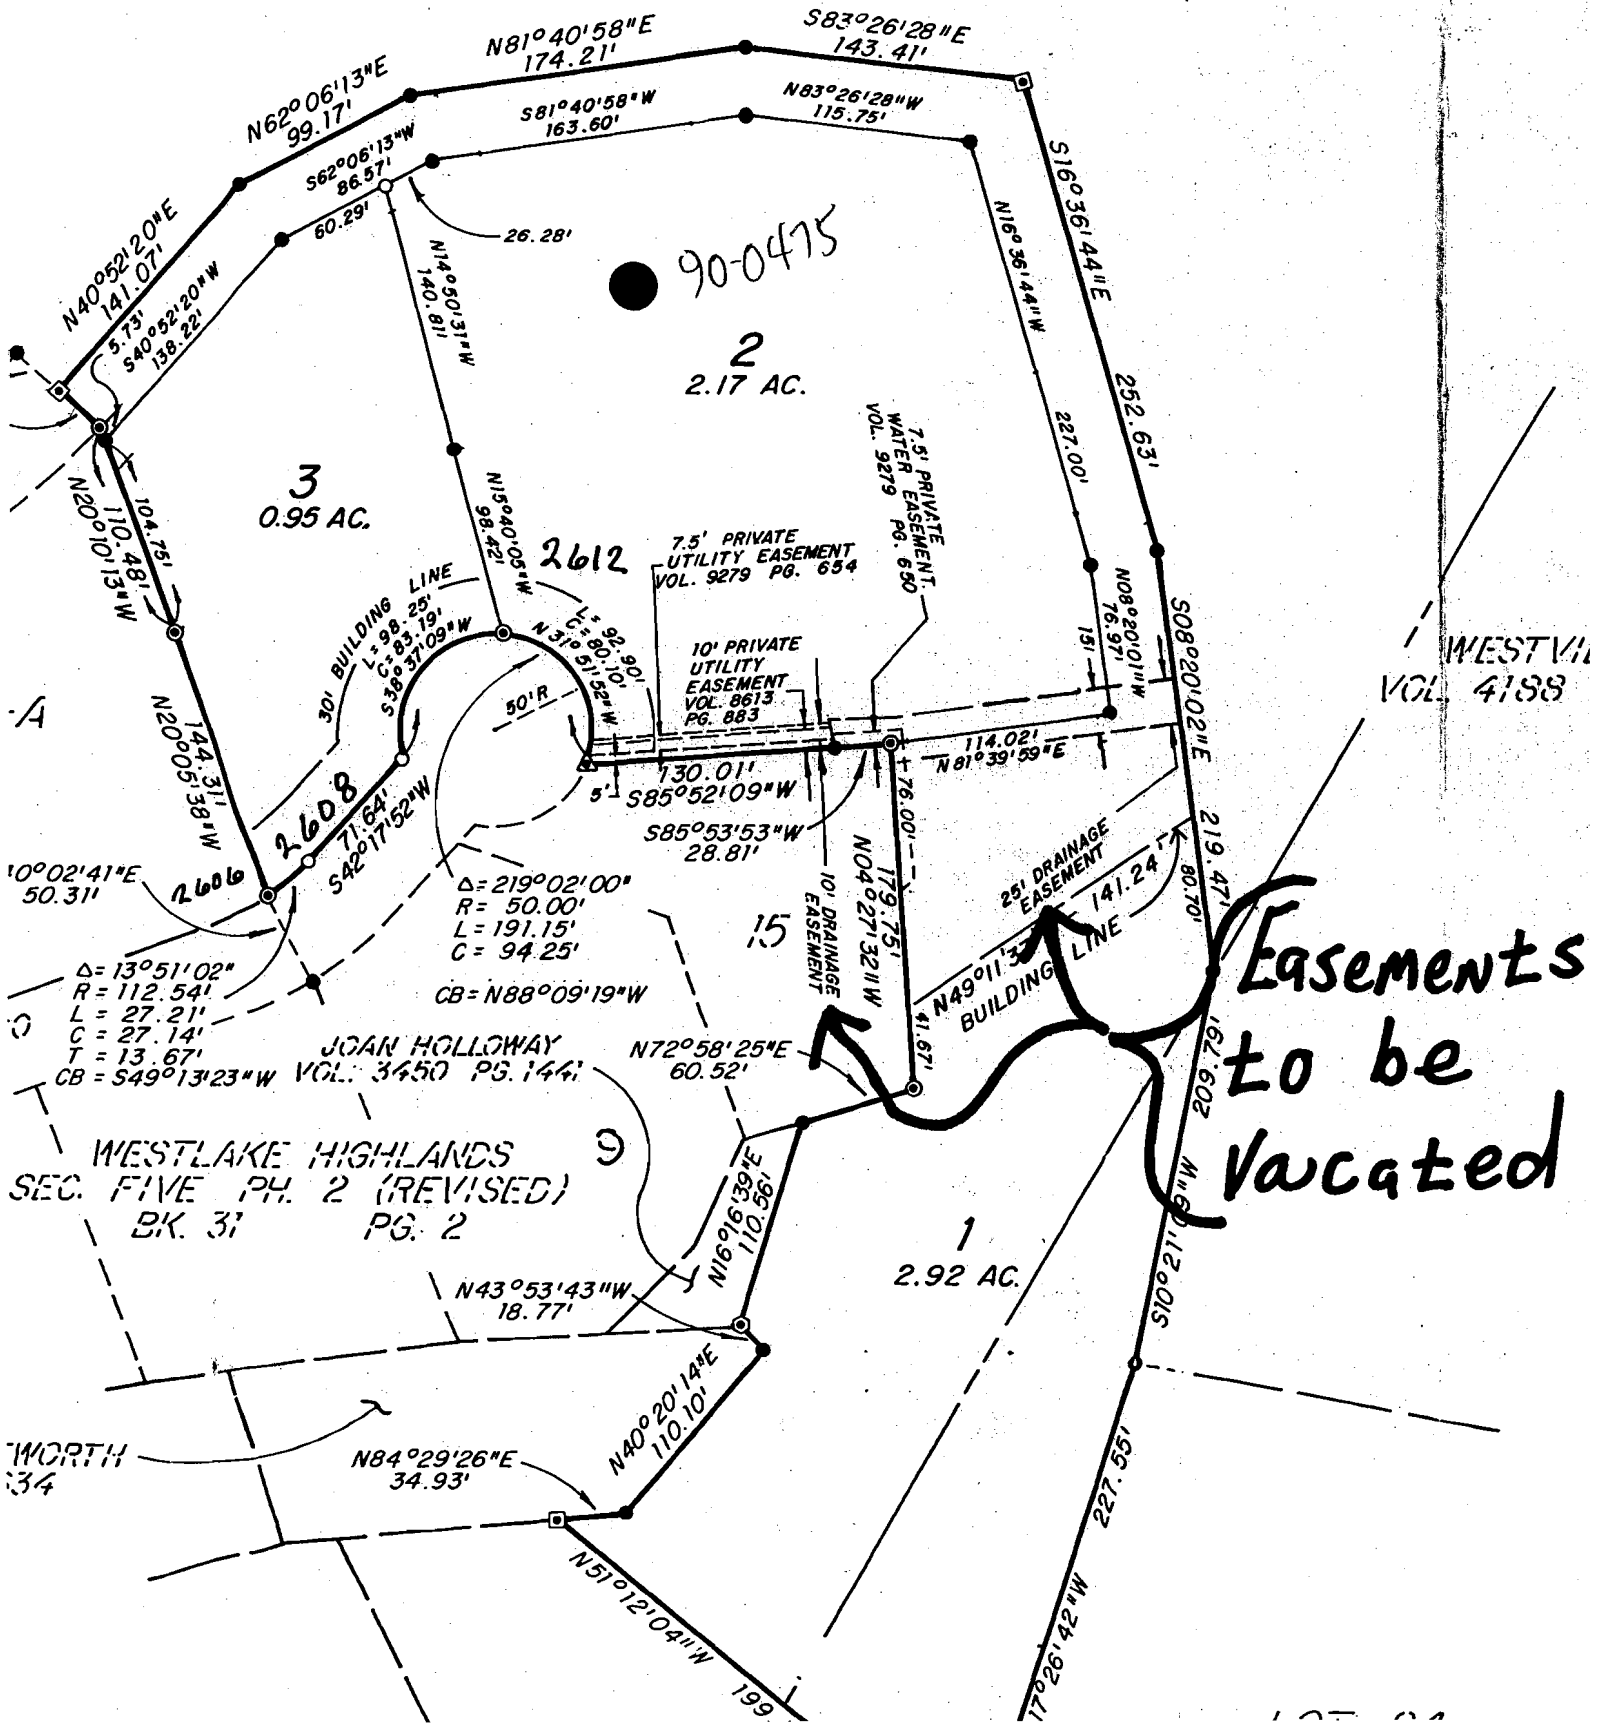 N81°40'58"E
174.21'
S83°26'28"E
143.41'
N62°06'13"E
99.17'
S81°40'58"W
163.60'
N83°26'28"W
115.75'
S62°06'13"W
86.57'
60.29'
26.28'
N40°52'20"E
141.07'
5.73'
S40°52'20"W
138.22'
N14°50'31"W
140.81'
90-0475
N16°36'44"W
227.00'
S16°36'44"E
252.63'
2
2.17 AC.
3
0.95 AC.
104.75'
110.48'
N20°10'13"W
N15°40'05"W
98.42'
2612
7.5' PRIVATE
UTILITY EASEMENT
VOL. 9279 PG. 654
7.5' PRIVATE
WATER EASEMENT
VOL. 9279 PG. 650
30' BUILDING LINE
L=98.25'
C=83.19'
S38°37'09"W
L=92.90'
C=80.10'
N31°51'52"W
50'R
10' PRIVATE
UTILITY
EASEMENT
VOL. 8613
PG. 883
N08°20'01"W
76.97'
15'
S08°20'02"E
219.47'
WESTVIE
VOL. 4188
-A
144.31'
N20°05'38"W
114.02'
N81°39'59"E
130.01'
S85°52'09"W
5'
S85°53'53"W
28.81'
76.00'
2608
71.64'
S42°17'52"W
2606
10°02'41"E
50.31'
Δ= 219°02'00"
R= 50.00'
L= 191.15'
C= 94.25'
CB= N88°09'19"W
15
10' DRAINAGE
EASEMENT
179.75'
N04°27'32"W
25' DRAINAGE
EASEMENT
141.24'
80.70'
N49°11'3
BUILDING LINE
41.67'
Easements
to be
Vacated
Δ= 13°51'02"
R= 112.54'
L = 27.21'
C = 27.14'
T = 13.67'
CB = S49°13'23"W
JOAN HOLLOWAY
VOL. 3450 PG. 1441
N72°58'25"E
60.52'
209.79'
S10°21'
W
WESTLAKE HIGHLANDS
SEC. FIVE PH. 2 (REVISED)
BK. 31 PG. 2
9
N16°16'39"E
110.56'
1
2.92 AC.
N43°53'43"W
18.77'
N40°20'14"E
110.10'
TWORTH
34
N84°29'26"E
34.93'
227.55'
17°26'42"W
N51°12'04"W
199